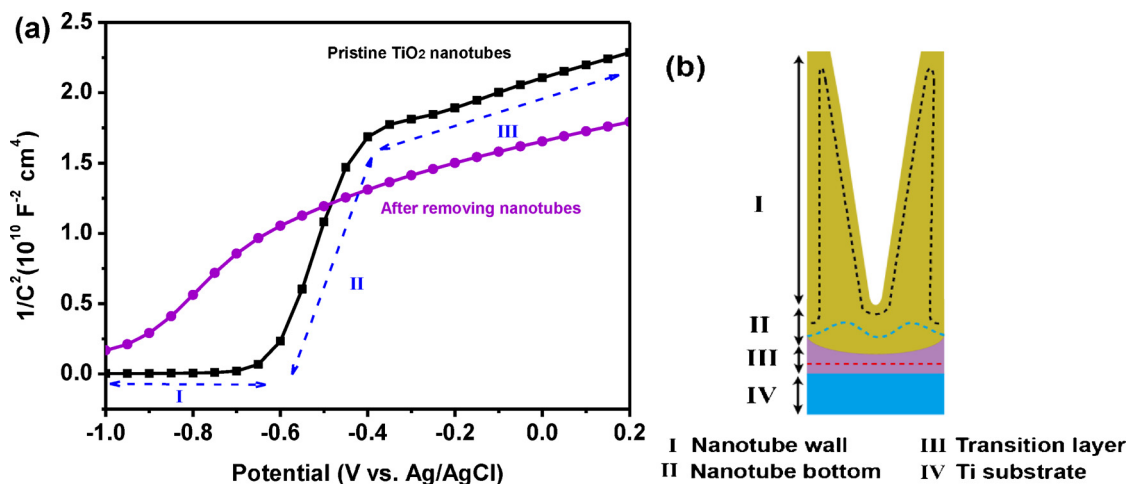 (a)
Pristine TiO₂ nanotubes
After removing nanotubes
I
II
III
1/C²(10¹⁰ F⁻² cm⁴)
2.5
2.0
1.5
1.0
0.5
0.0
-1.0 -0.8 -0.6 -0.4 -0.2 0.0 0.2
Potential (V vs. Ag/AgCl)
(b)
I
II
III
IV
I Nanotube wall III Transition layer
II Nanotube bottom IV Ti substrate